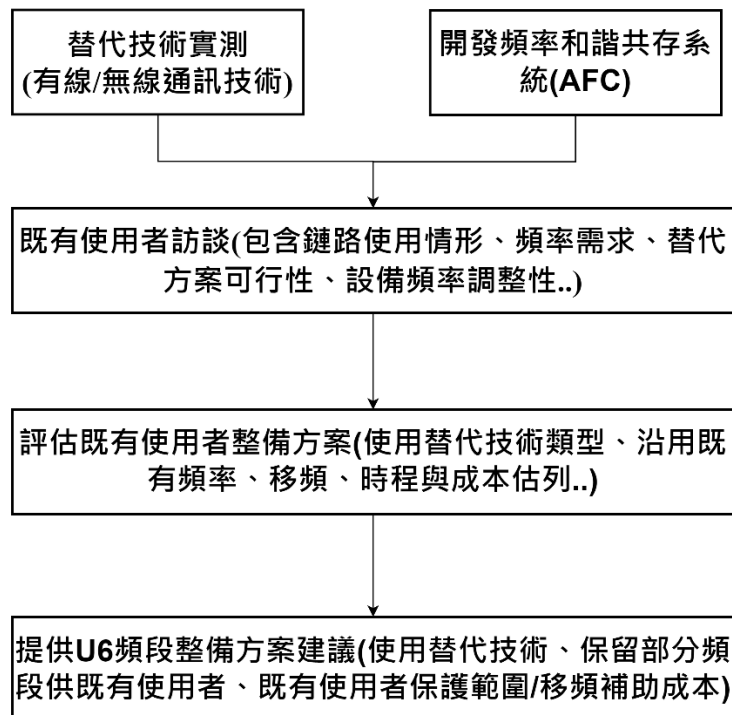 替代技術實測
(有線/無線通訊技術)
開發頻率和諧共存系
統(AFC)
既有使用者訪談(包含鏈路使用情形、頻率需求、替代
方案可行性、設備頻率調整性..)
評估既有使用者整備方案(使用替代技術類型、沿用既
有頻率、移頻、時程與成本估列..)
提供U6頻段整備方案建議(使用替代技術、保留部分頻
段供既有使用者、既有使用者保護範圍/移頻補助成本)